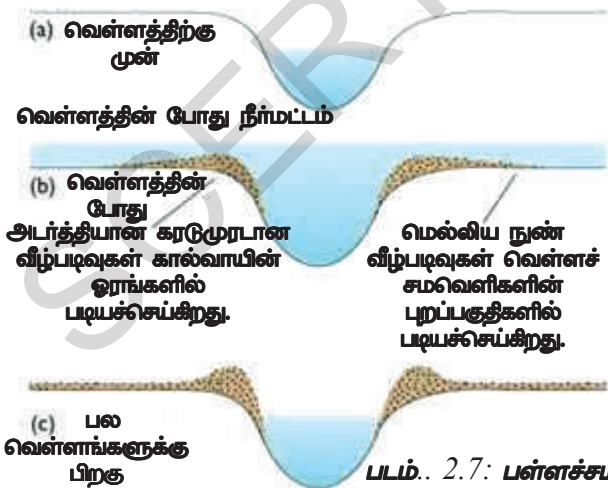 (a) வெள்ளத்திற்கு
முன்
வெள்ளத்தின் போது நீர்மட்டம்
(b) வெள்ளத்தின்
போது
அடர்த்தியான கரடுமுரடான
வீழ்படிவுகள் கால்வாயின்
ஓரங்களில்
படியச்செய்கிறது.
மெல்லிய நுண்
வீழ்படிவுகள் வெள்ளச்
சமவெளிகளின்
புறப்பகுதிகளில்
படியச்செய்கிறது.
(c) பல
வெள்ளங்களுக்கு
பிறகு
படம்.. 2.7: